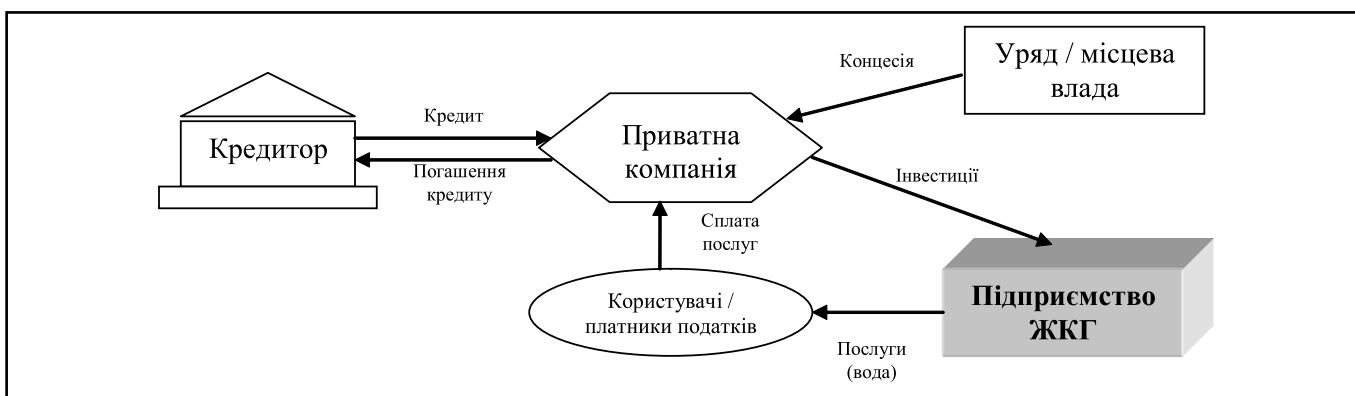 Концесія
Уряд / місцева
влада
Кредитор
Кредит
Погашення
кредиту
Приватна
компанія
Інвестиції
Сплата
послуг
Користувачі /
платники податків
Підприємство
ЖКГ
Послуги
(вода)